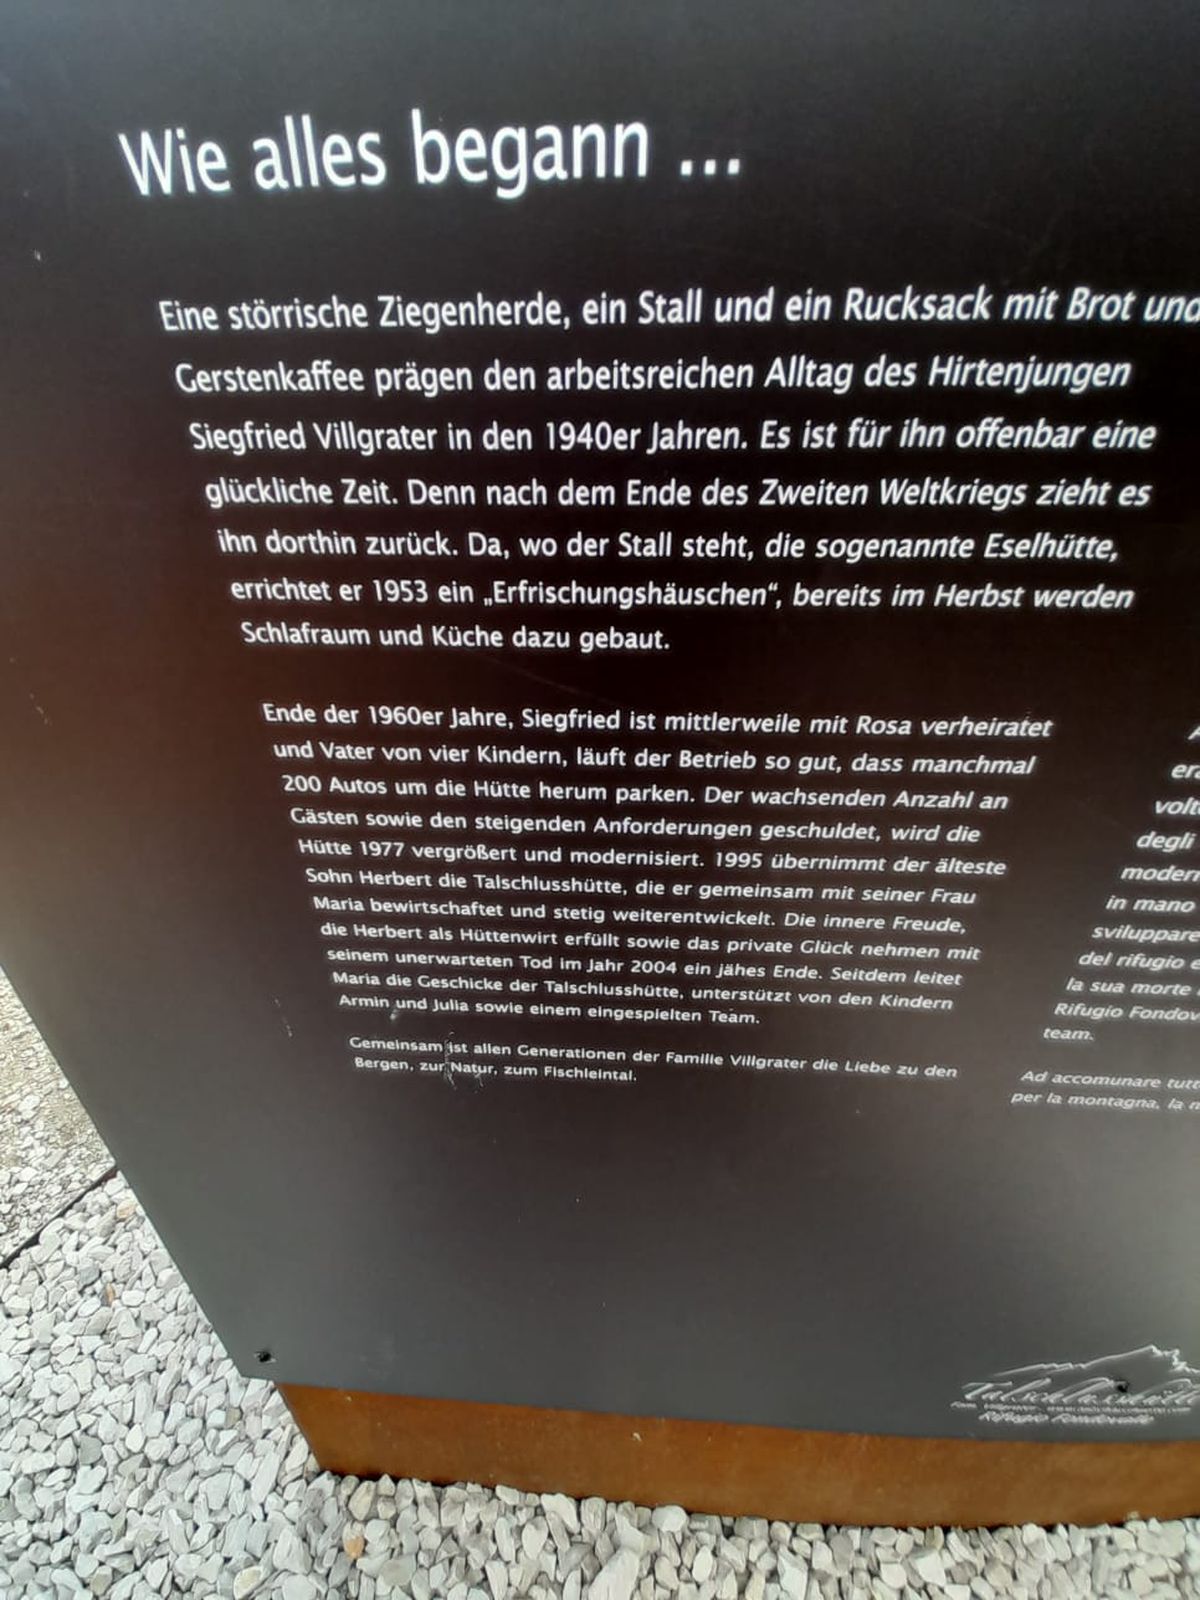 Wie alles begann ...
Eine störrische Ziegenherde, ein Stall und ein Rucksack mit Brot und
Gerstenkaffee prägen den arbeitsreichen Alltag des Hirtenjungen
Siegfried Villgrater in den 1940er Jahren. Es ist für ihn offenbar eine
glückliche Zeit. Denn nach dem Ende des Zweiten Weltkriegs zieht es
ihn dorthin zurück. Da, wo der Stall steht, die sogenannte Eselhütte,
errichtet er 1953 ein „Erfrischungshäuschen“, bereits im Herbst werden
Schlafraum und Küche dazu gebaut.
Ende der 1960er Jahre, Siegfried ist mittlerweile mit Rosa verheiratet
und Vater von vier Kindern, läuft der Betrieb so gut, dass manchmal
200 Autos um die Hütte herum parken. Der wachsenden Anzahl an
Gästen sowie den steigenden Anforderungen geschuldet, wird die
Hütte 1977 vergrößert und modernisiert. 1995 übernimmt der älteste
Sohn Herbert die Talschlusshütte, die er gemeinsam mit seiner Frau
Maria bewirtschaftet und stetig weiterentwickelt. Die innere Freude,
die Herbert als Hüttenwirt erfüllt sowie das private Glück nehmen mit
seinem unerwarteten Tod im Jahr 2004 ein jähes Ende. Seitdem leitet
Maria die Geschicke der Talschlusshütte, unterstützt von den Kindern
Armin und Julia sowie einem eingespielten Team.
Gemeinsam ist allen Generationen der Familie Villgrater die Liebe zu den
Bergen, zur Natur, zum Fischleintal.
degli
in mano
sviluppare
del rifugio
la sua morte
Rifugio
team.
Ad accomunare
per la montagna, la
Talschlusshütte
Rifugio Fondovalle